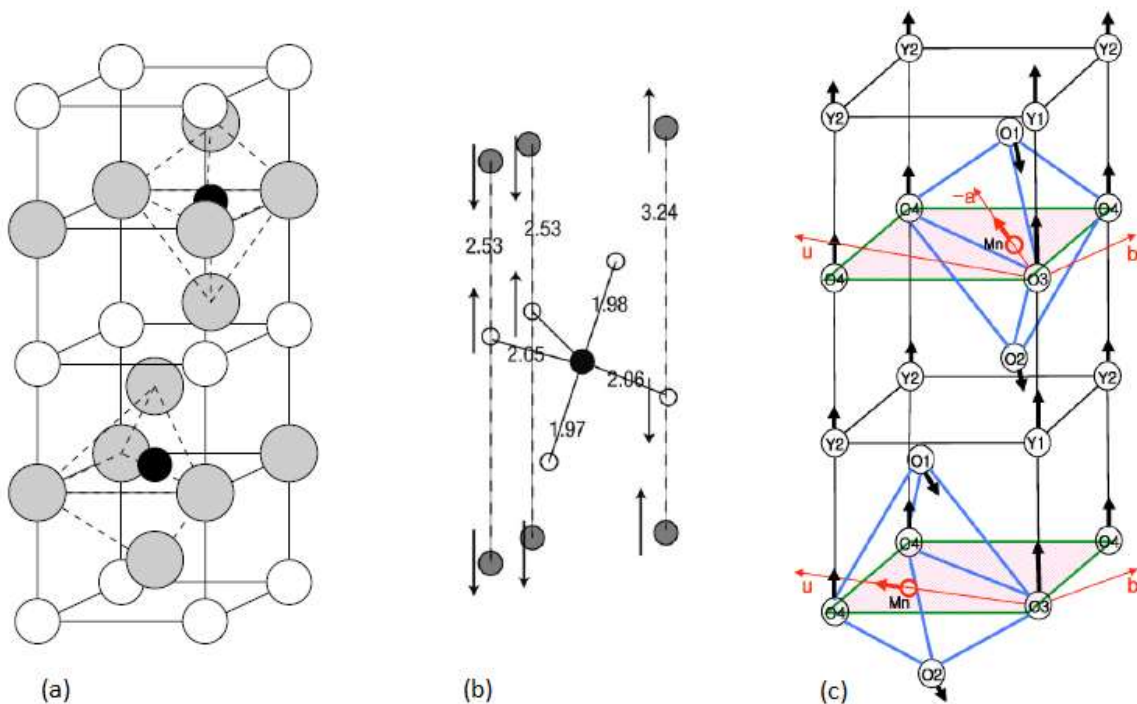 Y2 Y2
Y2 Y1
O1
O4 -a O4
Mn
u b
O4 O3
O2
Y2 Y2
Y2 Y1
O1
O4 O4
u b
Mn
O4 O3
O2
2.53 2.53 3.24
1.98
2.05 2.06
1.97
(a) (b) (c)